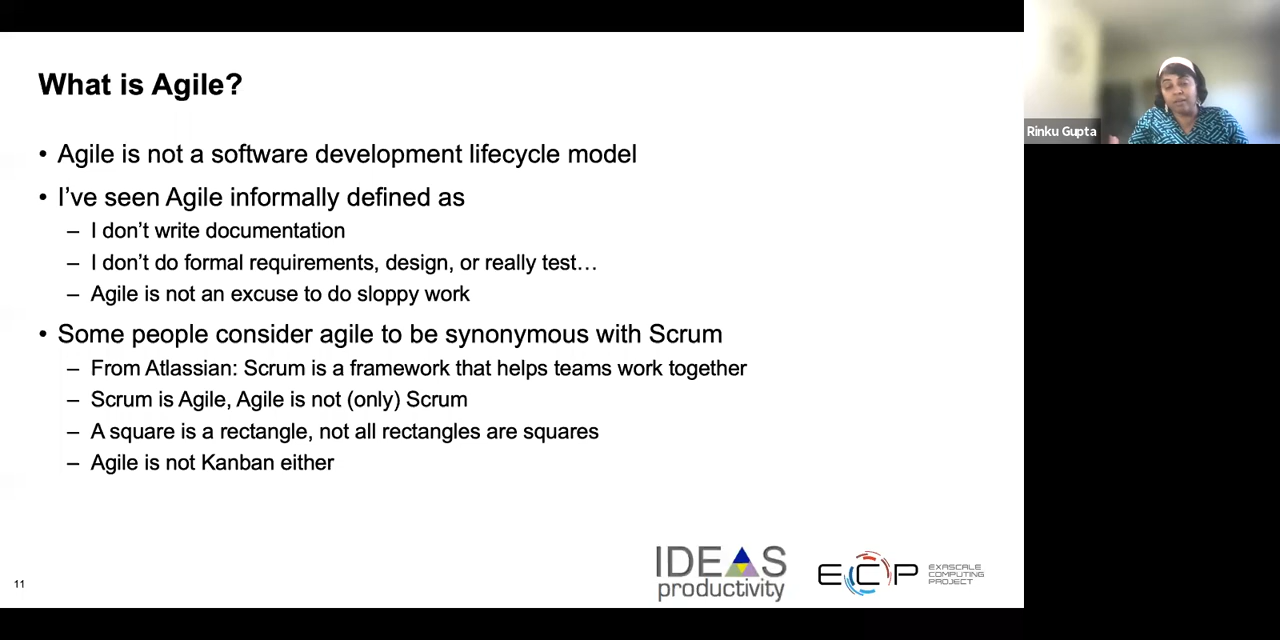 What is Agile?
• Agile is not a software development lifecycle model
• I’ve seen Agile informally defined as
– I don’t write documentation
– I don’t do formal requirements, design, or really test…
– Agile is not an excuse to do sloppy work
• Some people consider agile to be synonymous with Scrum
– From Atlassian: Scrum is a framework that helps teams work together
– Scrum is Agile, Agile is not (only) Scrum
– A square is a rectangle, not all rectangles are squares
– Agile is not Kanban either
11
IDEAS
productivity
ECP
EXASCALE
COMPUTING
PROJECT
Rinku Gupta